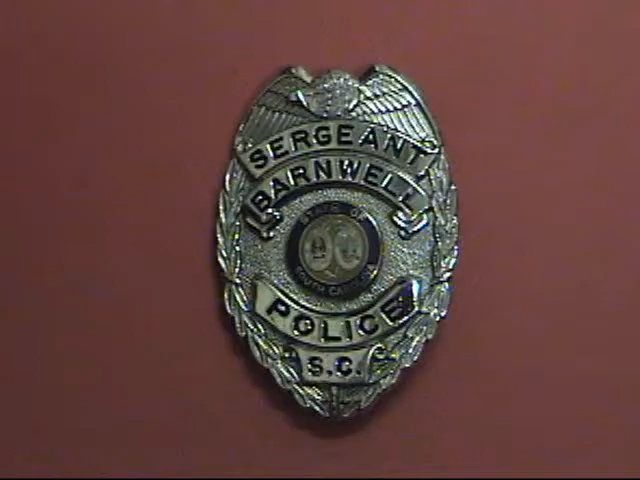 SERGEANT
BARNWELL
STATE OF
SOUTH CAROLINA
POLICE
S.C.